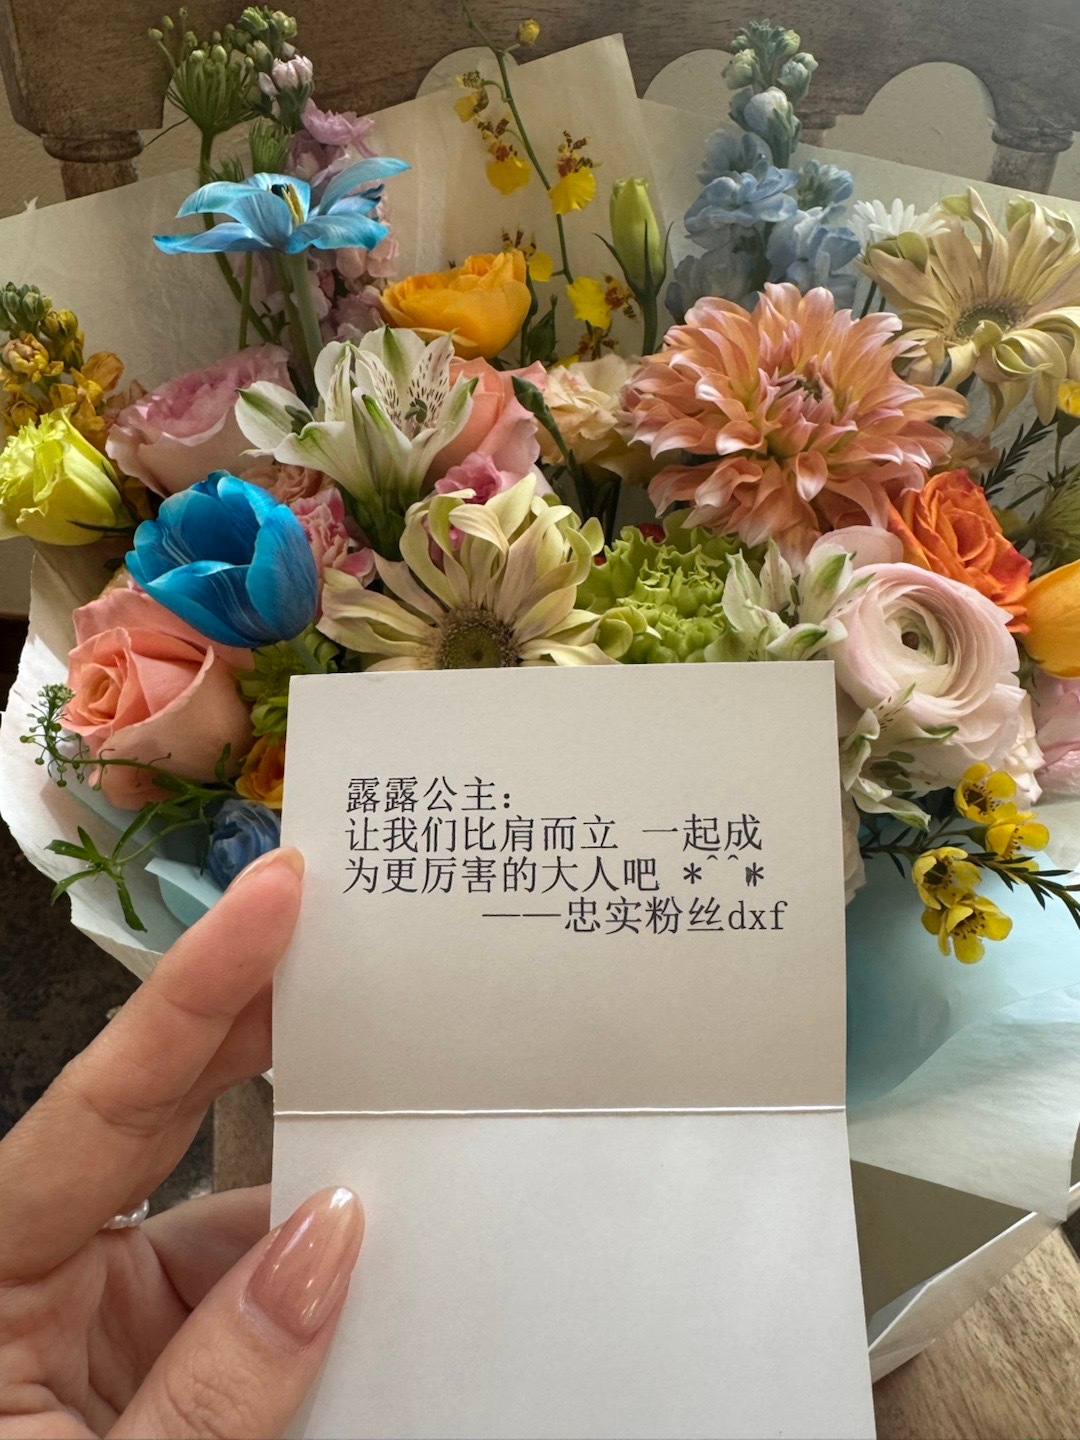 露露公主：
让我们比肩而立 一起成
为更厉害的大人吧 *^^*
——忠实粉丝dxf